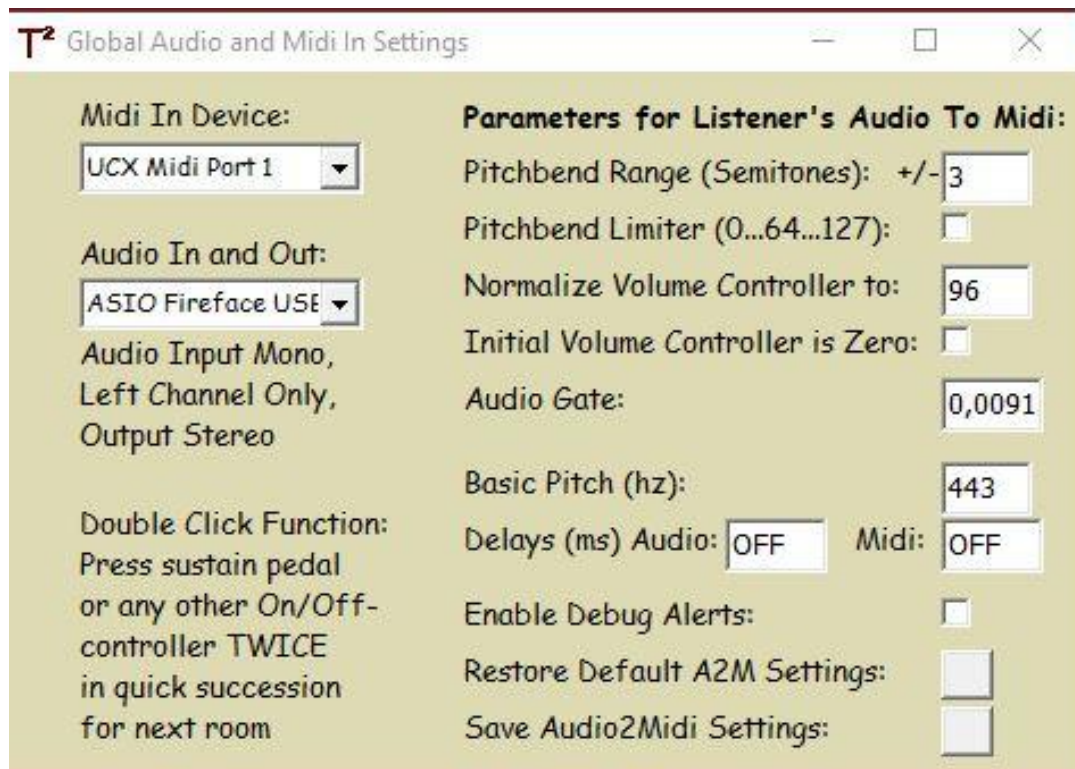 T² Global Audio and Midi In Settings
Midi In Device:
UCX Midi Port 1
Audio In and Out:
ASIO Fireface USB
Audio Input Mono,
Left Channel Only,
Output Stereo
Double Click Function:
Press sustain pedal
or any other On/Off-
controller TWICE
in quick succession
for next room
Parameters for Listener's Audio To Midi:
Pitchbend Range (Semitones): +/- 3
Pitchbend Limiter (0...64...127):
Normalize Volume Controller to: 96
Initial Volume Controller is Zero:
Audio Gate: 0,0091
Basic Pitch (hz): 443
Delays (ms) Audio: OFF Midi: OFF
Enable Debug Alerts:
Restore Default A2M Settings:
Save Audio2Midi Settings: